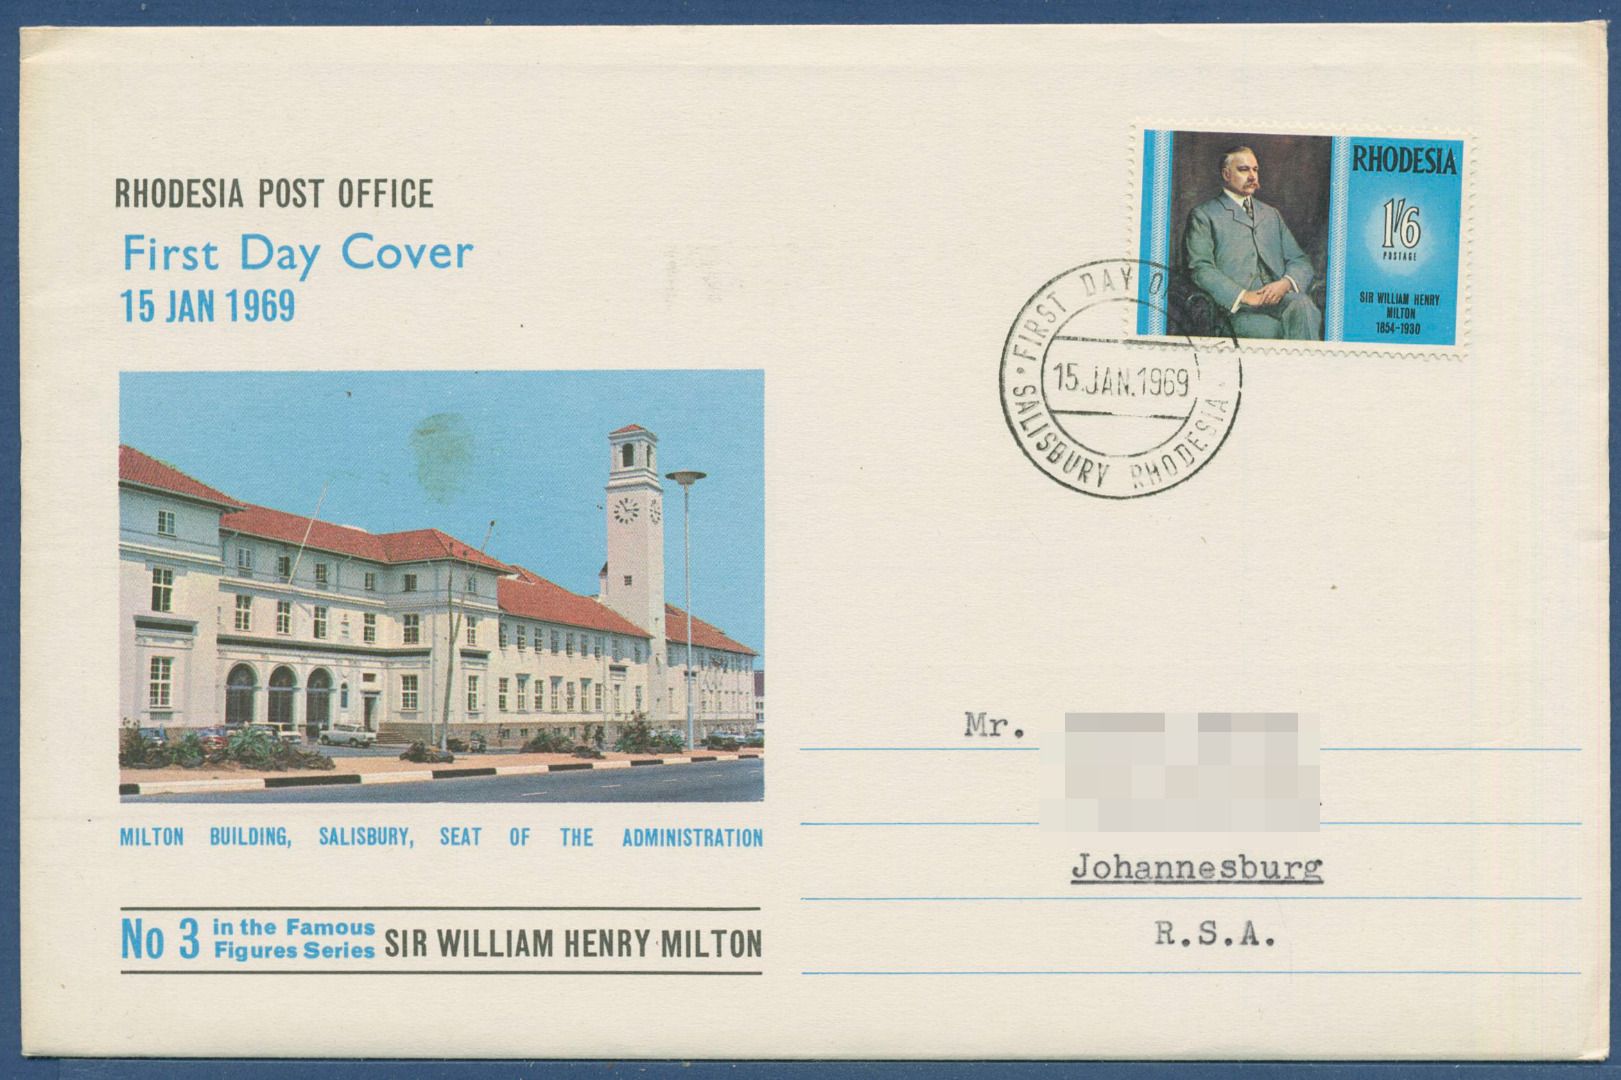 RHODESIA POST OFFICE
First Day Cover
15 JAN 1969
RHODESIA
1'/6
POSTAGE
SIR WILLIAM HENRY
MILTON
1854-1930
FIRST DAY
15.JAN.1969
SALISBURY RHODESIA
MILTON BUILDING, SALISBURY, SEAT OF THE ADMINISTRATION
No 3 in the Famous
Figures Series SIR WILLIAM HENRY MILTON
Mr.
Johannesburg
R.S.A.